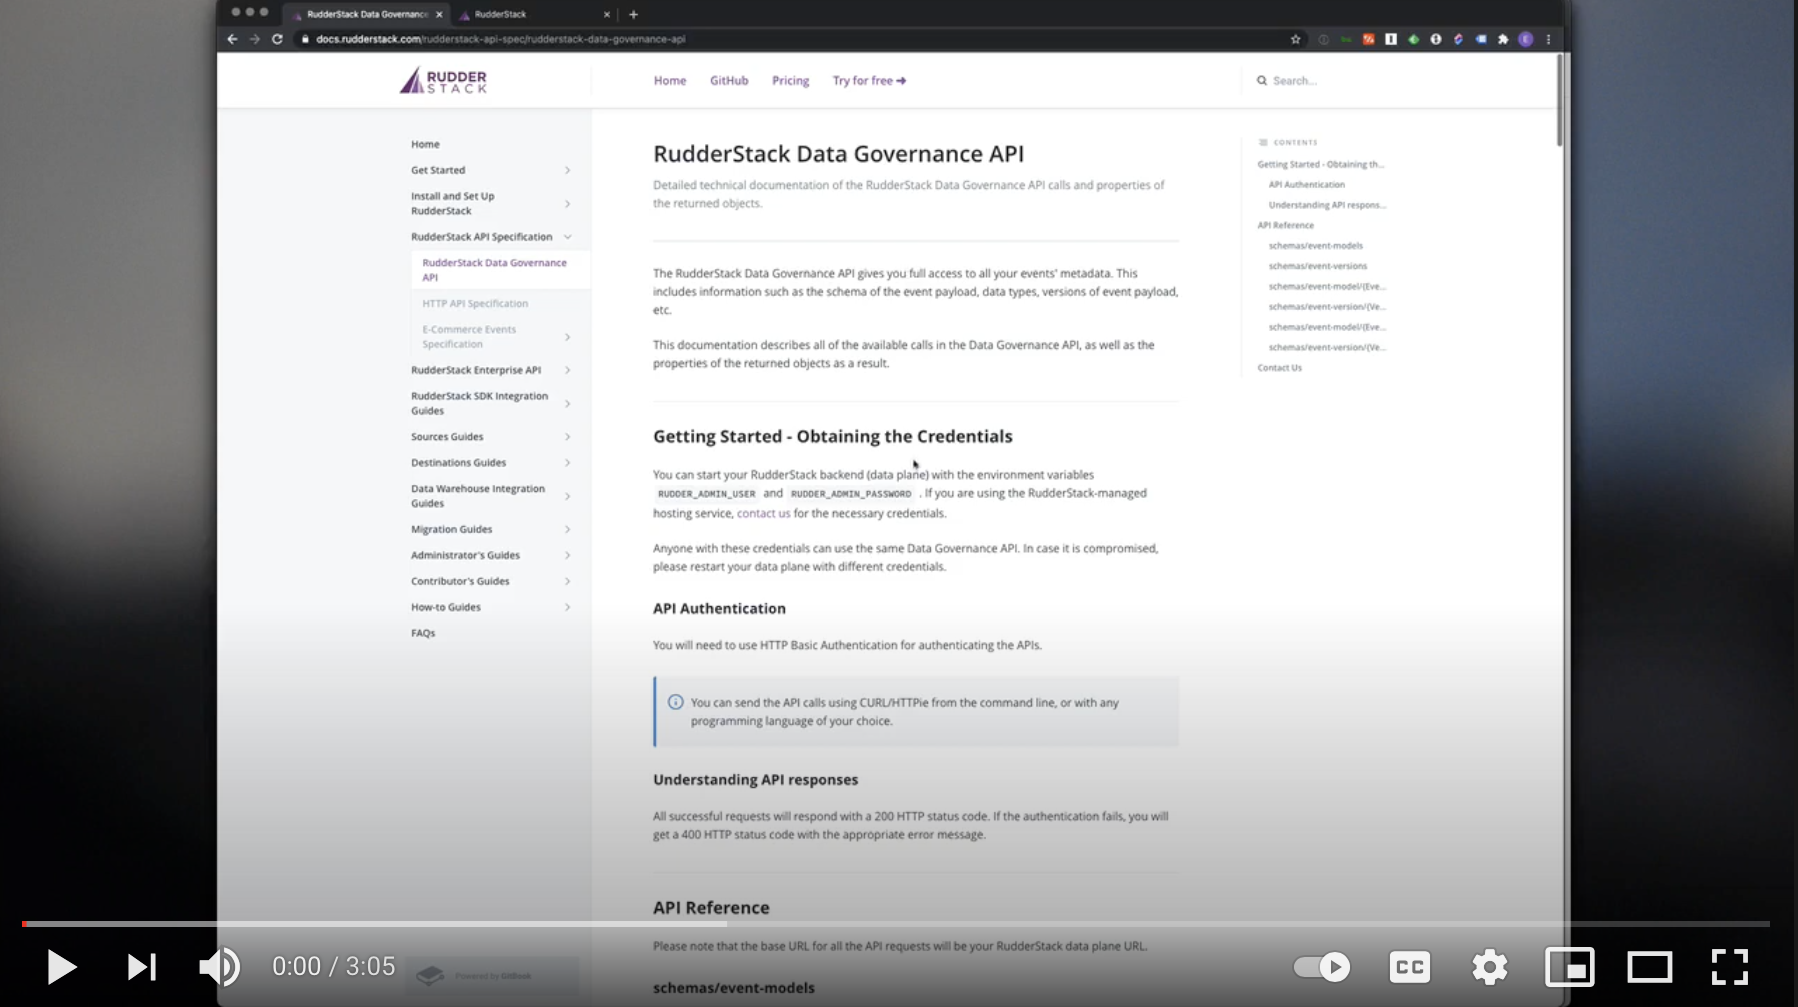 RudderStack Data Governance
RudderStack
docs.rudderstack.com/rudderstack-api-spec/rudderstack-data-governance-api
RUDDER
STACK
Home
GitHub
Pricing
Try for free
Search...
Home
Get Started
Install and Set Up
RudderStack
RudderStack API Specification
RudderStack Data Governance
API
HTTP API Specification
E-Commerce Events
Specification
RudderStack Enterprise API
RudderStack SDK Integration
Guides
Sources Guides
Destinations Guides
Data Warehouse Integration
Guides
Migration Guides
Administrator's Guides
Contributor's Guides
How-to Guides
FAQs
Powered by GitBook
RudderStack Data Governance API
Detailed technical documentation of the RudderStack Data Governance API calls and properties of
the returned objects.
The RudderStack Data Governance API gives you full access to all your events' metadata. This
includes information such as the schema of the event payload, data types, versions of event payload,
etc.
This documentation describes all of the available calls in the Data Governance API, as well as the
properties of the returned objects as a result.
Getting Started - Obtaining the Credentials
You can start your RudderStack backend (data plane) with the environment variables
RUDDER_ADMIN_USER and RUDDER_ADMIN_PASSWORD . If you are using the RudderStack-managed
hosting service, contact us for the necessary credentials.
Anyone with these credentials can use the same Data Governance API. In case it is compromised,
please restart your data plane with different credentials.
API Authentication
You will need to use HTTP Basic Authentication for authenticating the APIs.
You can send the API calls using CURL/HTTPie from the command line, or with any
programming language of your choice.
Understanding API responses
All successful requests will respond with a 200 HTTP status code. If the authentication fails, you will
get a 400 HTTP status code with the appropriate error message.
API Reference
Please note that the base URL for all the API requests will be your RudderStack data plane URL.
schemas/event-models
CONTENTS
Getting Started - Obtaining th...
API Authentication
Understanding API respons...
API Reference
schemas/event-models
schemas/event-versions
schemas/event-model/{Eve...
schemas/event-version/{Ve...
schemas/event-model/{Eve...
schemas/event-version/{Ve...
Contact Us
0:00 / 3:05
CC